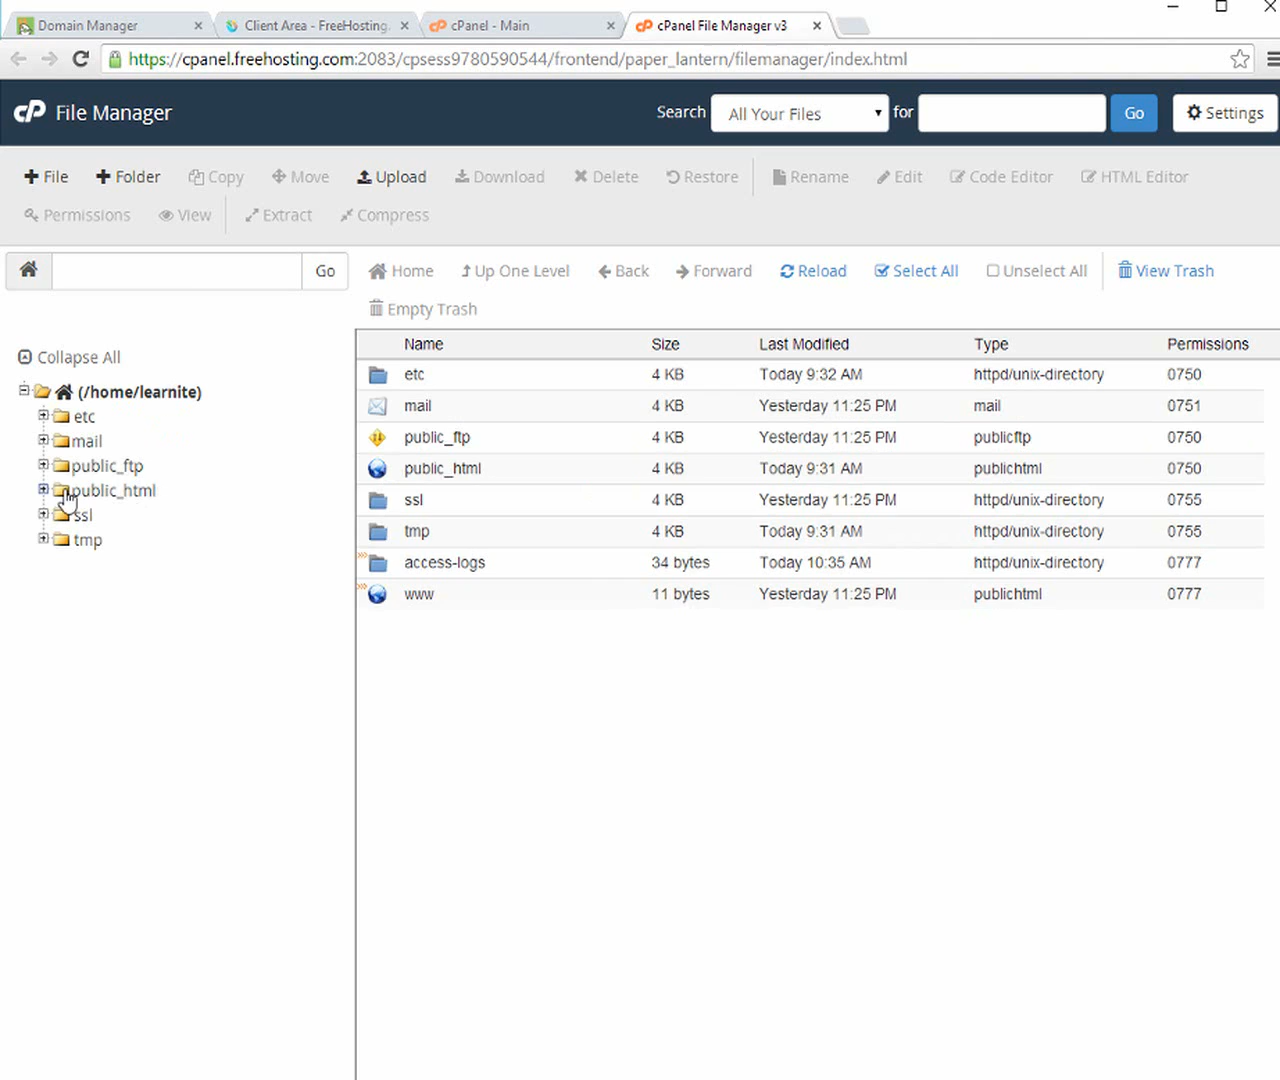 Domain Manager
Client Area - FreeHosting.
cPanel - Main
cPanel File Manager v3
https://cpanel.freehosting.com:2083/cpsess9780590544/frontend/paper_lantern/filemanager/index.html
cP File Manager
Search All Your Files for Go Settings
File Folder Copy Move Upload Download Delete Restore Rename Edit Code Editor HTML Editor
Permissions View Extract Compress
Go
Home Up One Level Back Forward Reload Select All Unselect All View Trash
Empty Trash
Collapse All
(/home/learnite)
etc
mail
public_ftp
public_html
ssl
tmp
Name Size Last Modified Type Permissions
etc 4 KB Today 9:32 AM httpd/unix-directory 0750
mail 4 KB Yesterday 11:25 PM mail 0751
public_ftp 4 KB Yesterday 11:25 PM publicftp 0750
public_html 4 KB Today 9:31 AM publichtml 0750
ssl 4 KB Yesterday 11:25 PM httpd/unix-directory 0755
tmp 4 KB Today 9:31 AM httpd/unix-directory 0755
access-logs 34 bytes Today 10:35 AM httpd/unix-directory 0777
www 11 bytes Yesterday 11:25 PM publichtml 0777